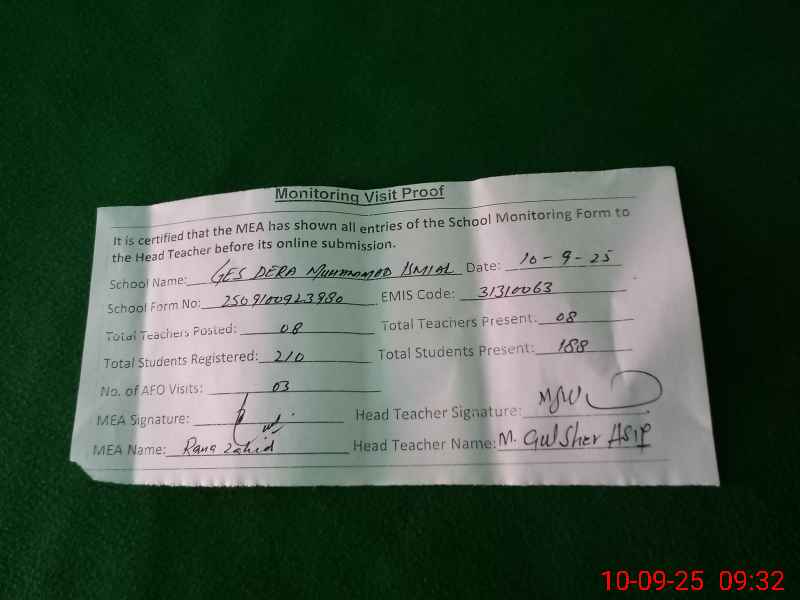 Monitoring Visit Proof
It is certified that the MEA has shown all entries of the School Monitoring Form to
the Head Teacher before its online submission.
School Name: GES DERA MUHAMMAD ISMIAL Date: 10-9-25
School Form No: 2509100923980 EMIS Code: 31310063
Total Teachers Posted: 08 Total Teachers Present: 08
Total Students Registered: 210 Total Students Present: 188
No. of AFO Visits: 03
MEA Signature: Head Teacher Signature:
MEA Name: Rana Zahid Head Teacher Name: M. Gulsher ASIF
10-09-25 09:32